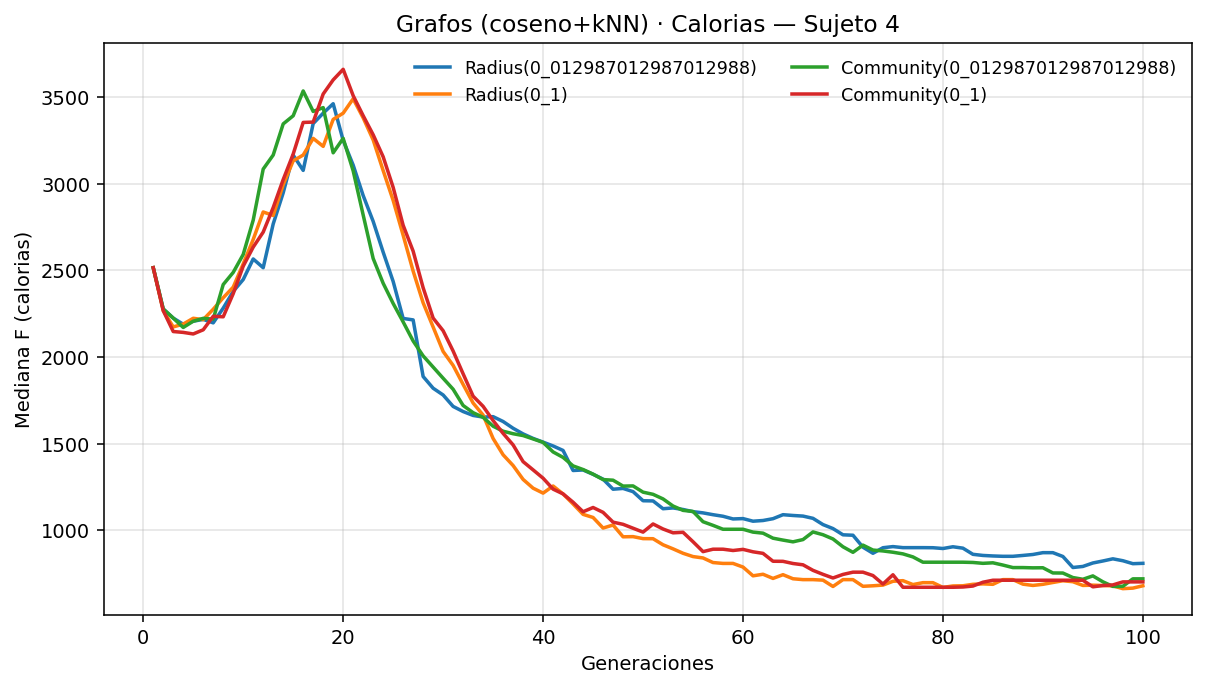 Grafos (coseno+kNN) · Calorias — Sujeto 4
Radius(0_012987012987012988)
Radius(0_1)
Community(0_012987012987012988)
Community(0_1)
Mediana F (calorias)
3500
3000
2500
2000
1500
1000
0
20
40
60
80
100
Generaciones